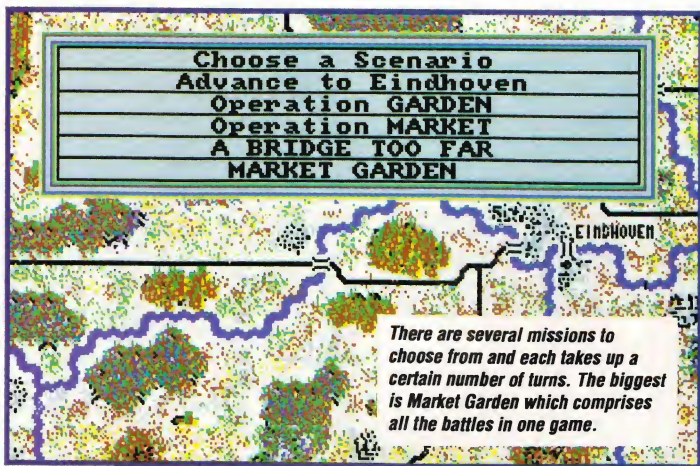 Choose a Scenario
Advance to Eindhoven
Operation GARDEN
Operation MARKET
A BRIDGE TOO FAR
MARKET GARDEN
EINDHOVEN
There are several missions to
choose from and each takes up a
certain number of turns. The biggest
is Market Garden which comprises
all the battles in one game.